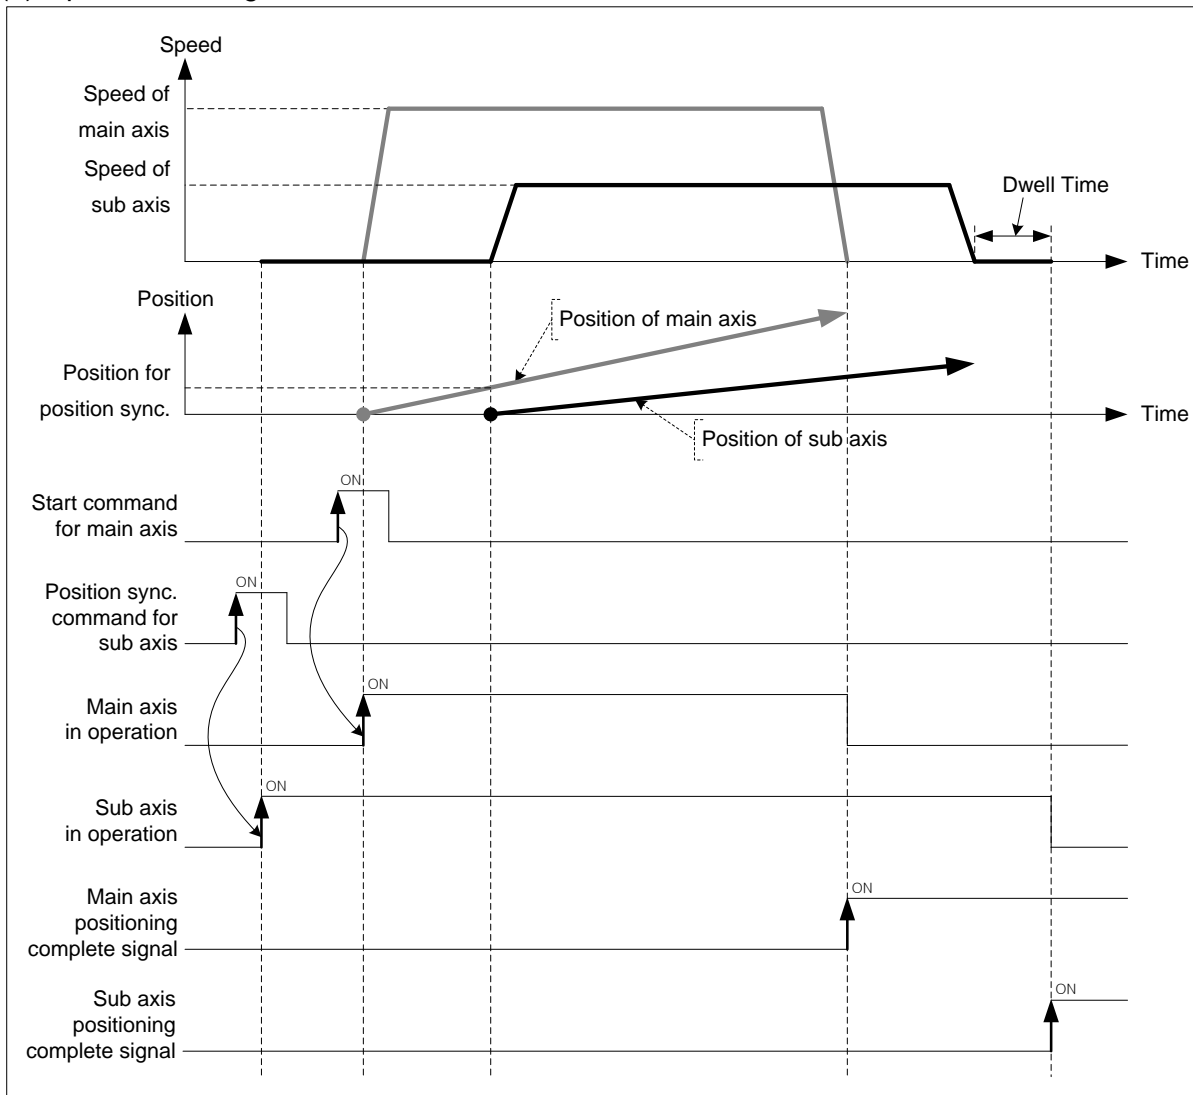 Speed
Speed of
main axis
Speed of
sub axis
Dwell Time
Time
Position
Position of main axis
Position for
position sync.
Time
Position of sub axis
ON
Start command
for main axis
ON
Position sync.
command for
sub axis
ON
Main axis
in operation
ON
Sub axis
in operation
ON
Main axis
positioning
complete signal
ON
Sub axis
positioning
complete signal